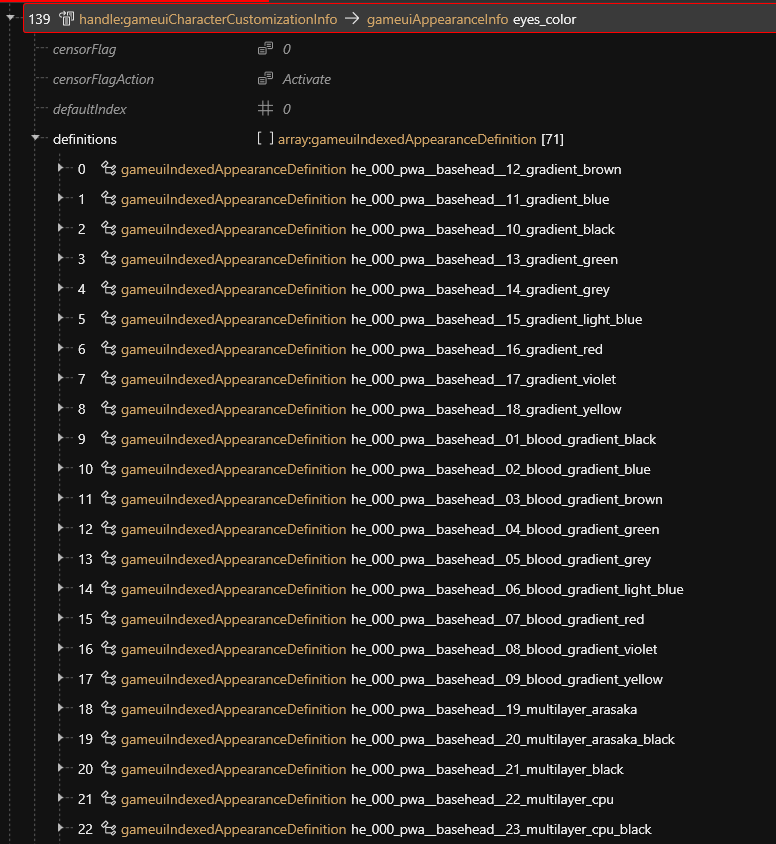 139 handle:gameuiCharacterCustomizationInfo → gameuiAppearanceInfo eyes_color
censorFlag 0
censorFlagAction Activate
defaultIndex 0
definitions [ ] array:gameuiIndexedAppearanceDefinition [71]
0 gameuiIndexedAppearanceDefinition he_000_pwa__basehead__12_gradient_brown
1 gameuiIndexedAppearanceDefinition he_000_pwa__basehead__11_gradient_blue
2 gameuiIndexedAppearanceDefinition he_000_pwa__basehead__10_gradient_black
3 gameuiIndexedAppearanceDefinition he_000_pwa__basehead__13_gradient_green
4 gameuiIndexedAppearanceDefinition he_000_pwa__basehead__14_gradient_grey
5 gameuiIndexedAppearanceDefinition he_000_pwa__basehead__15_gradient_light_blue
6 gameuiIndexedAppearanceDefinition he_000_pwa__basehead__16_gradient_red
7 gameuiIndexedAppearanceDefinition he_000_pwa__basehead__17_gradient_violet
8 gameuiIndexedAppearanceDefinition he_000_pwa__basehead__18_gradient_yellow
9 gameuiIndexedAppearanceDefinition he_000_pwa__basehead__01_blood_gradient_black
10 gameuiIndexedAppearanceDefinition he_000_pwa__basehead__02_blood_gradient_blue
11 gameuiIndexedAppearanceDefinition he_000_pwa__basehead__03_blood_gradient_brown
12 gameuiIndexedAppearanceDefinition he_000_pwa__basehead__04_blood_gradient_green
13 gameuiIndexedAppearanceDefinition he_000_pwa__basehead__05_blood_gradient_grey
14 gameuiIndexedAppearanceDefinition he_000_pwa__basehead__06_blood_gradient_light_blue
15 gameuiIndexedAppearanceDefinition he_000_pwa__basehead__07_blood_gradient_red
16 gameuiIndexedAppearanceDefinition he_000_pwa__basehead__08_blood_gradient_violet
17 gameuiIndexedAppearanceDefinition he_000_pwa__basehead__09_blood_gradient_yellow
18 gameuiIndexedAppearanceDefinition he_000_pwa__basehead__19_multilayer_arasaka
19 gameuiIndexedAppearanceDefinition he_000_pwa__basehead__20_multilayer_arasaka_black
20 gameuiIndexedAppearanceDefinition he_000_pwa__basehead__21_multilayer_black
21 gameuiIndexedAppearanceDefinition he_000_pwa__basehead__22_multilayer_cpu
22 gameuiIndexedAppearanceDefinition he_000_pwa__basehead__23_multilayer_cpu_black